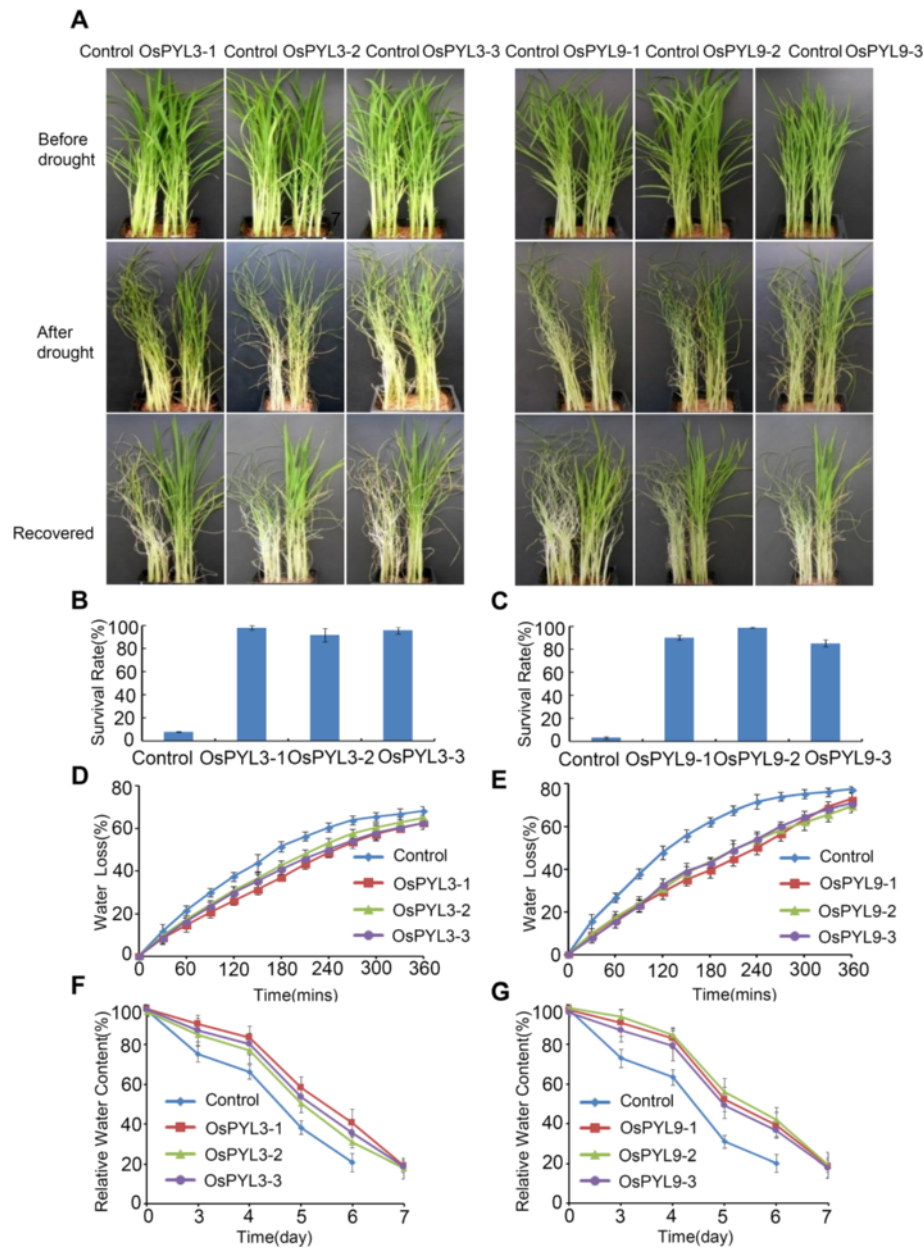 A
Control OsPYL3-1 Control OsPYL3-2 Control OsPYL3-3 Control OsPYL9-1 Control OsPYL9-2 Control OsPYL9-3
Before
drought
7
After
drought
Recovered
B
Survival Rate(%)
100
80
60
40
20
Control OsPYL3-1 OsPYL3-2 OsPYL3-3
C
Survival Rate(%)
100
80
60
40
20
Control OsPYL9-1 OsPYL9-2 OsPYL9-3
D
Water Loss(%)
80
60
40
20
0
0 60 120 180 240 300 360
Time(mins)
Control
OsPYL3-1
OsPYL3-2
OsPYL3-3
E
Water Loss(%)
80
60
40
20
0
0 60 120 180 240 300 360
Time(mins)
Control
OsPYL9-1
OsPYL9-2
OsPYL9-3
F
Relative Water Content(%)
100
80
60
40
20
0
0 3 4 5 6 7
Time(day)
Control
OsPYL3-1
OsPYL3-2
OsPYL3-3
G
Relative Water Content(%)
100
80
60
40
20
0
0 3 4 5 6 7
Time(day)
Control
OsPYL9-1
OsPYL9-2
OsPYL9-3